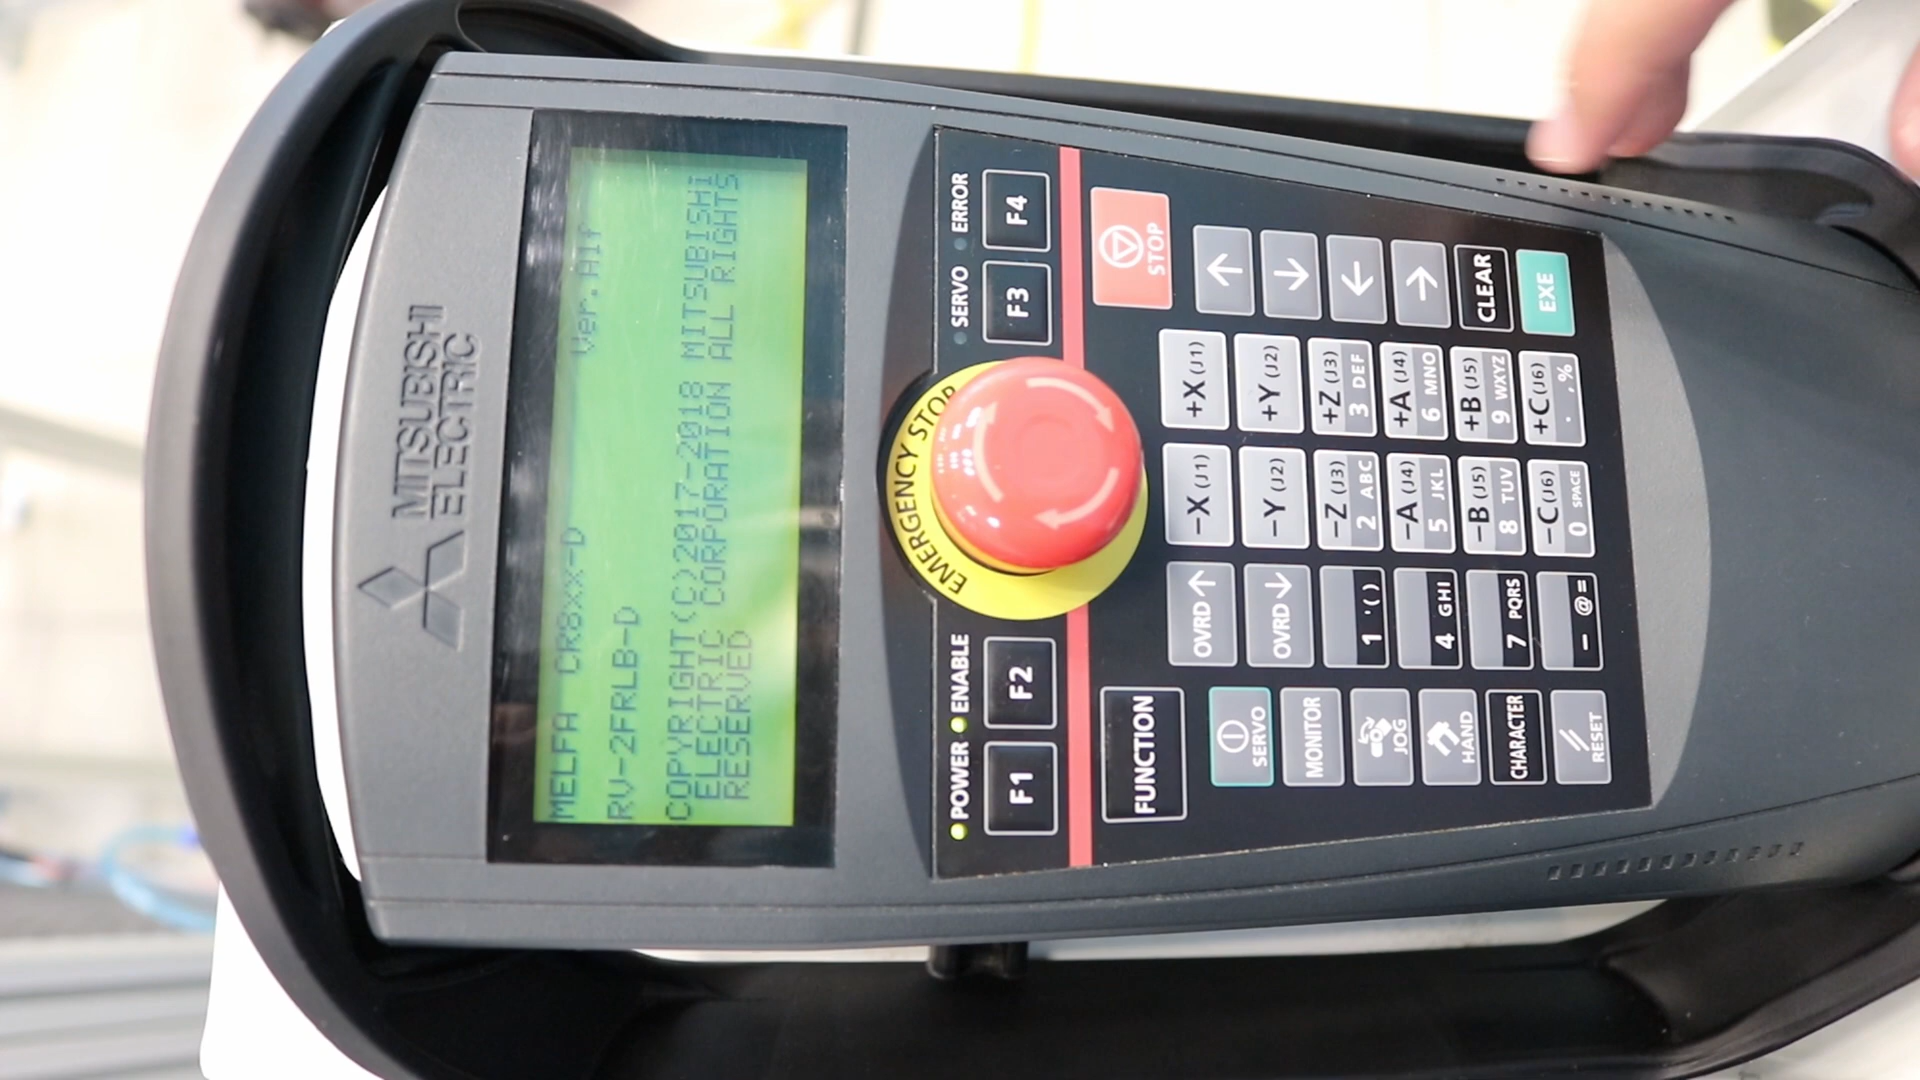 MITSUBISHI
ELECTRIC
MELFA CR8xx-D Ver.A1f
RV-2FRLB-D
COPYRIGHT(C)2017-2018 MITSUBISHI
ELECTRIC CORPORATION ALL RIGHTS
RESERVED
POWER ENABLE SERVO ERROR
EMERGENCY STOP
F1 F2 F3 F4
FUNCTION STOP
OVRD↑ −X (J1) +X (J1) ↑
SERVO OVRD↓ −Y (J2) +Y (J2) ↓
MONITOR 1 '( ) −Z (J3) 2 ABC +Z (J3) 3 DEF ←
JOG 4 GHI −A (J4) 5 JKL +A (J4) 6 MNO →
HAND 7 PQRS −B (J5) 8 TUV +B (J5) 9 WXYZ CLEAR
CHARACTER − @ = −C (J6) 0 SPACE +C (J6) . , % EXE
RESET